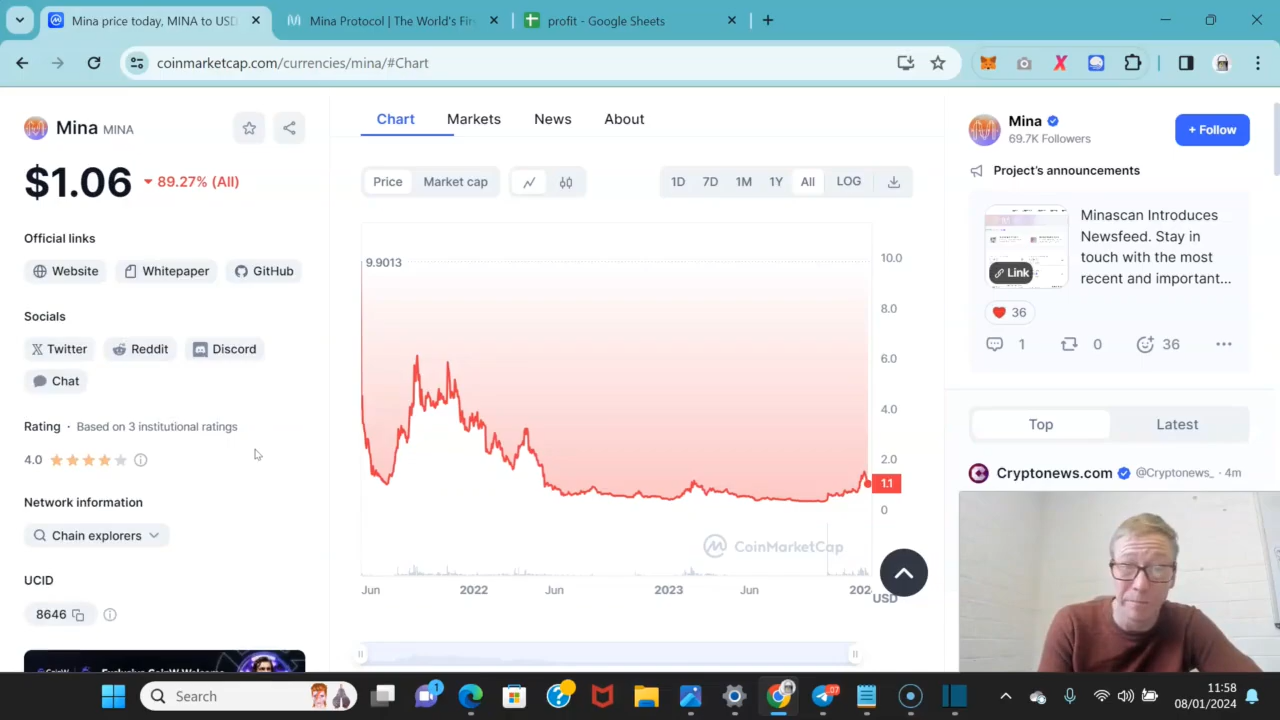 Mina price today, MINA to USD
Mina Protocol | The World's Firs
profit - Google Sheets
coinmarketcap.com/currencies/mina/#Chart
Mina MINA
$1.06 89.27% (All)
Official links
Website Whitepaper GitHub
Socials
Twitter Reddit Discord
Chat
Rating · Based on 3 institutional ratings
4.0
Network information
Chain explorers
UCID
8646
Chart Markets News About
Price Market cap
1D 7D 1M 1Y All LOG
9.9013
10.0
8.0
6.0
4.0
2.0
1.1
0
CoinMarketCap
Jun 2022 Jun 2023 Jun 202
USD
Mina
69.7K Followers
+ Follow
Project's announcements
Minascan Introduces
Newsfeed. Stay in
touch with the most
recent and important...
Link
36
1 0 36
Top Latest
Cryptonews.com @Cryptonews_ · 4m
Search
1
07
11:58
08/01/2024